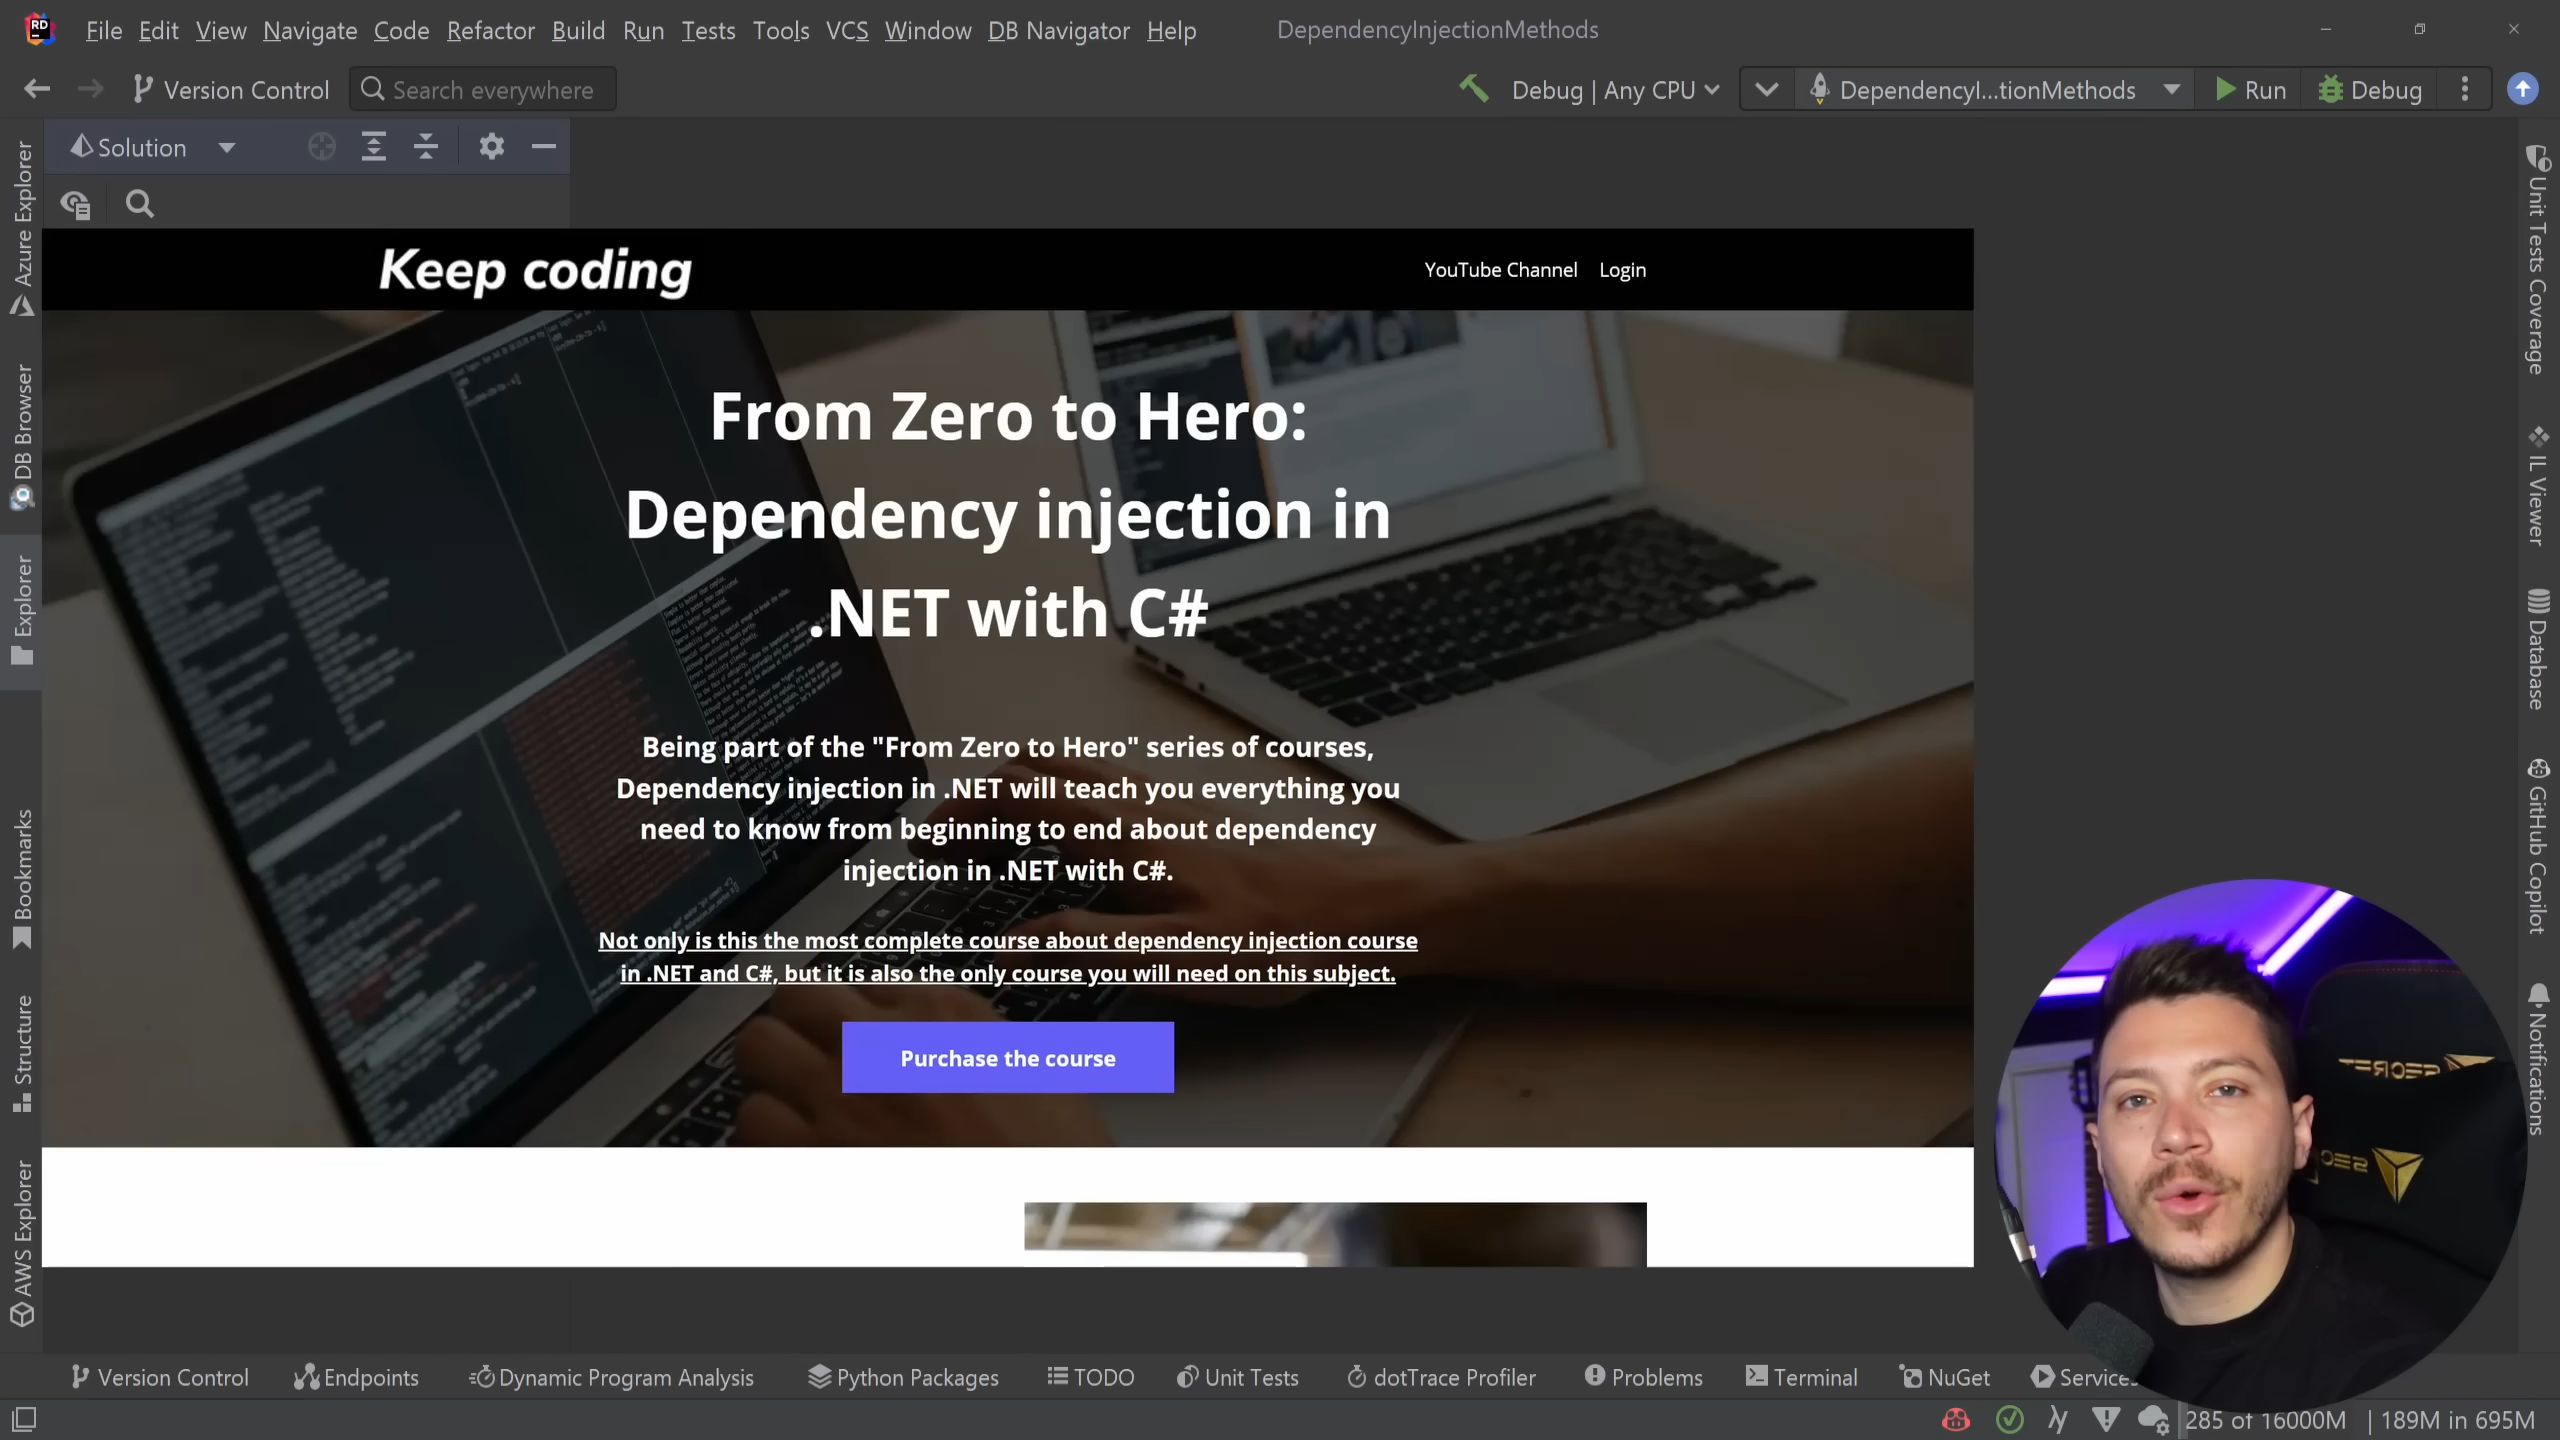 RD
File Edit View Navigate Code Refactor Build Run Tests Tools VCS Window DB Navigator Help
DependencyInjectionMethods
Version Control
Search everywhere
Debug | Any CPU
DependencyI...tionMethods
Run
Debug
Solution
Azure Explorer
DB Browser
Explorer
Bookmarks
Structure
AWS Explorer
Keep coding
YouTube Channel Login
From Zero to Hero:
Dependency injection in
.NET with C#
Being part of the "From Zero to Hero" series of courses,
Dependency injection in .NET will teach you everything you
need to know from beginning to end about dependency
injection in .NET with C#.
Not only is this the most complete course about dependency injection course
in .NET and C#, but it is also the only course you will need on this subject.
Purchase the course
Unit Tests Coverage
IL Viewer
Database
GitHub Copilot
Notifications
Version Control Endpoints Dynamic Program Analysis Python Packages TODO Unit Tests dotTrace Profiler Problems Terminal NuGet Services
285 of 16000M | 189M in 695M